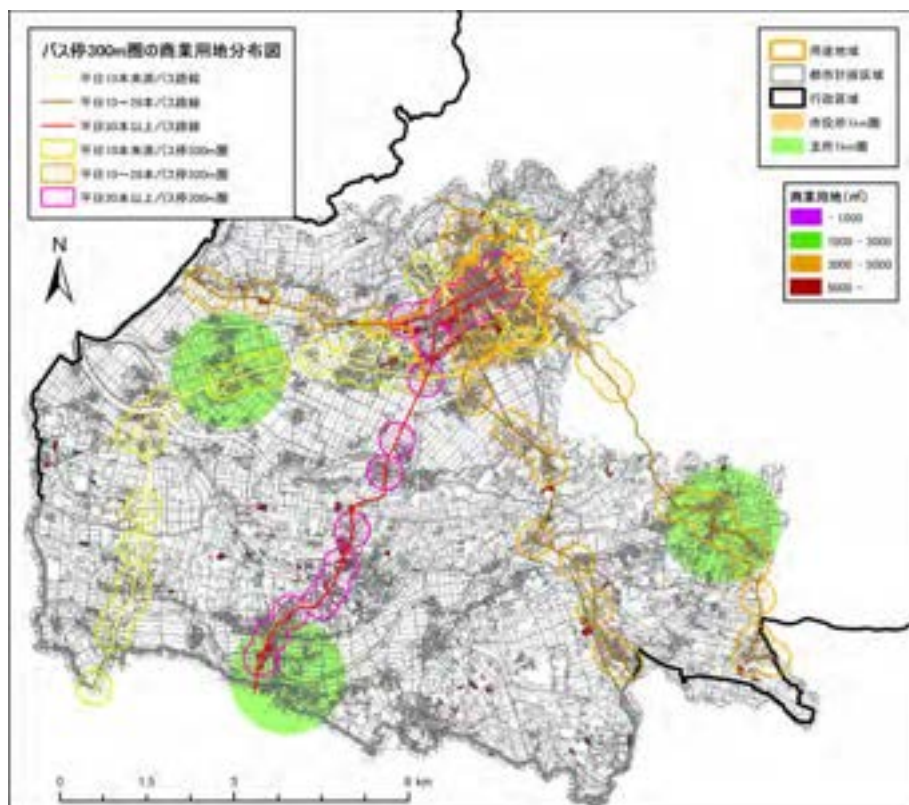 バス停300m圏の商業用地分布図
平日10本未満バス路線
平日10～29本バス路線
平日30本以上バス路線
平日10本未満バス停300m圏
平日10～29本バス停300m圏
平日30本以上バス停300m圏
用途地域
都市計画区域
行政区域
市役所1km圏
支所1km圏
商業用地(㎡)
- 1000
1000 - 3000
3000 - 5000
5000 -
N
0 1.5 3 6 km